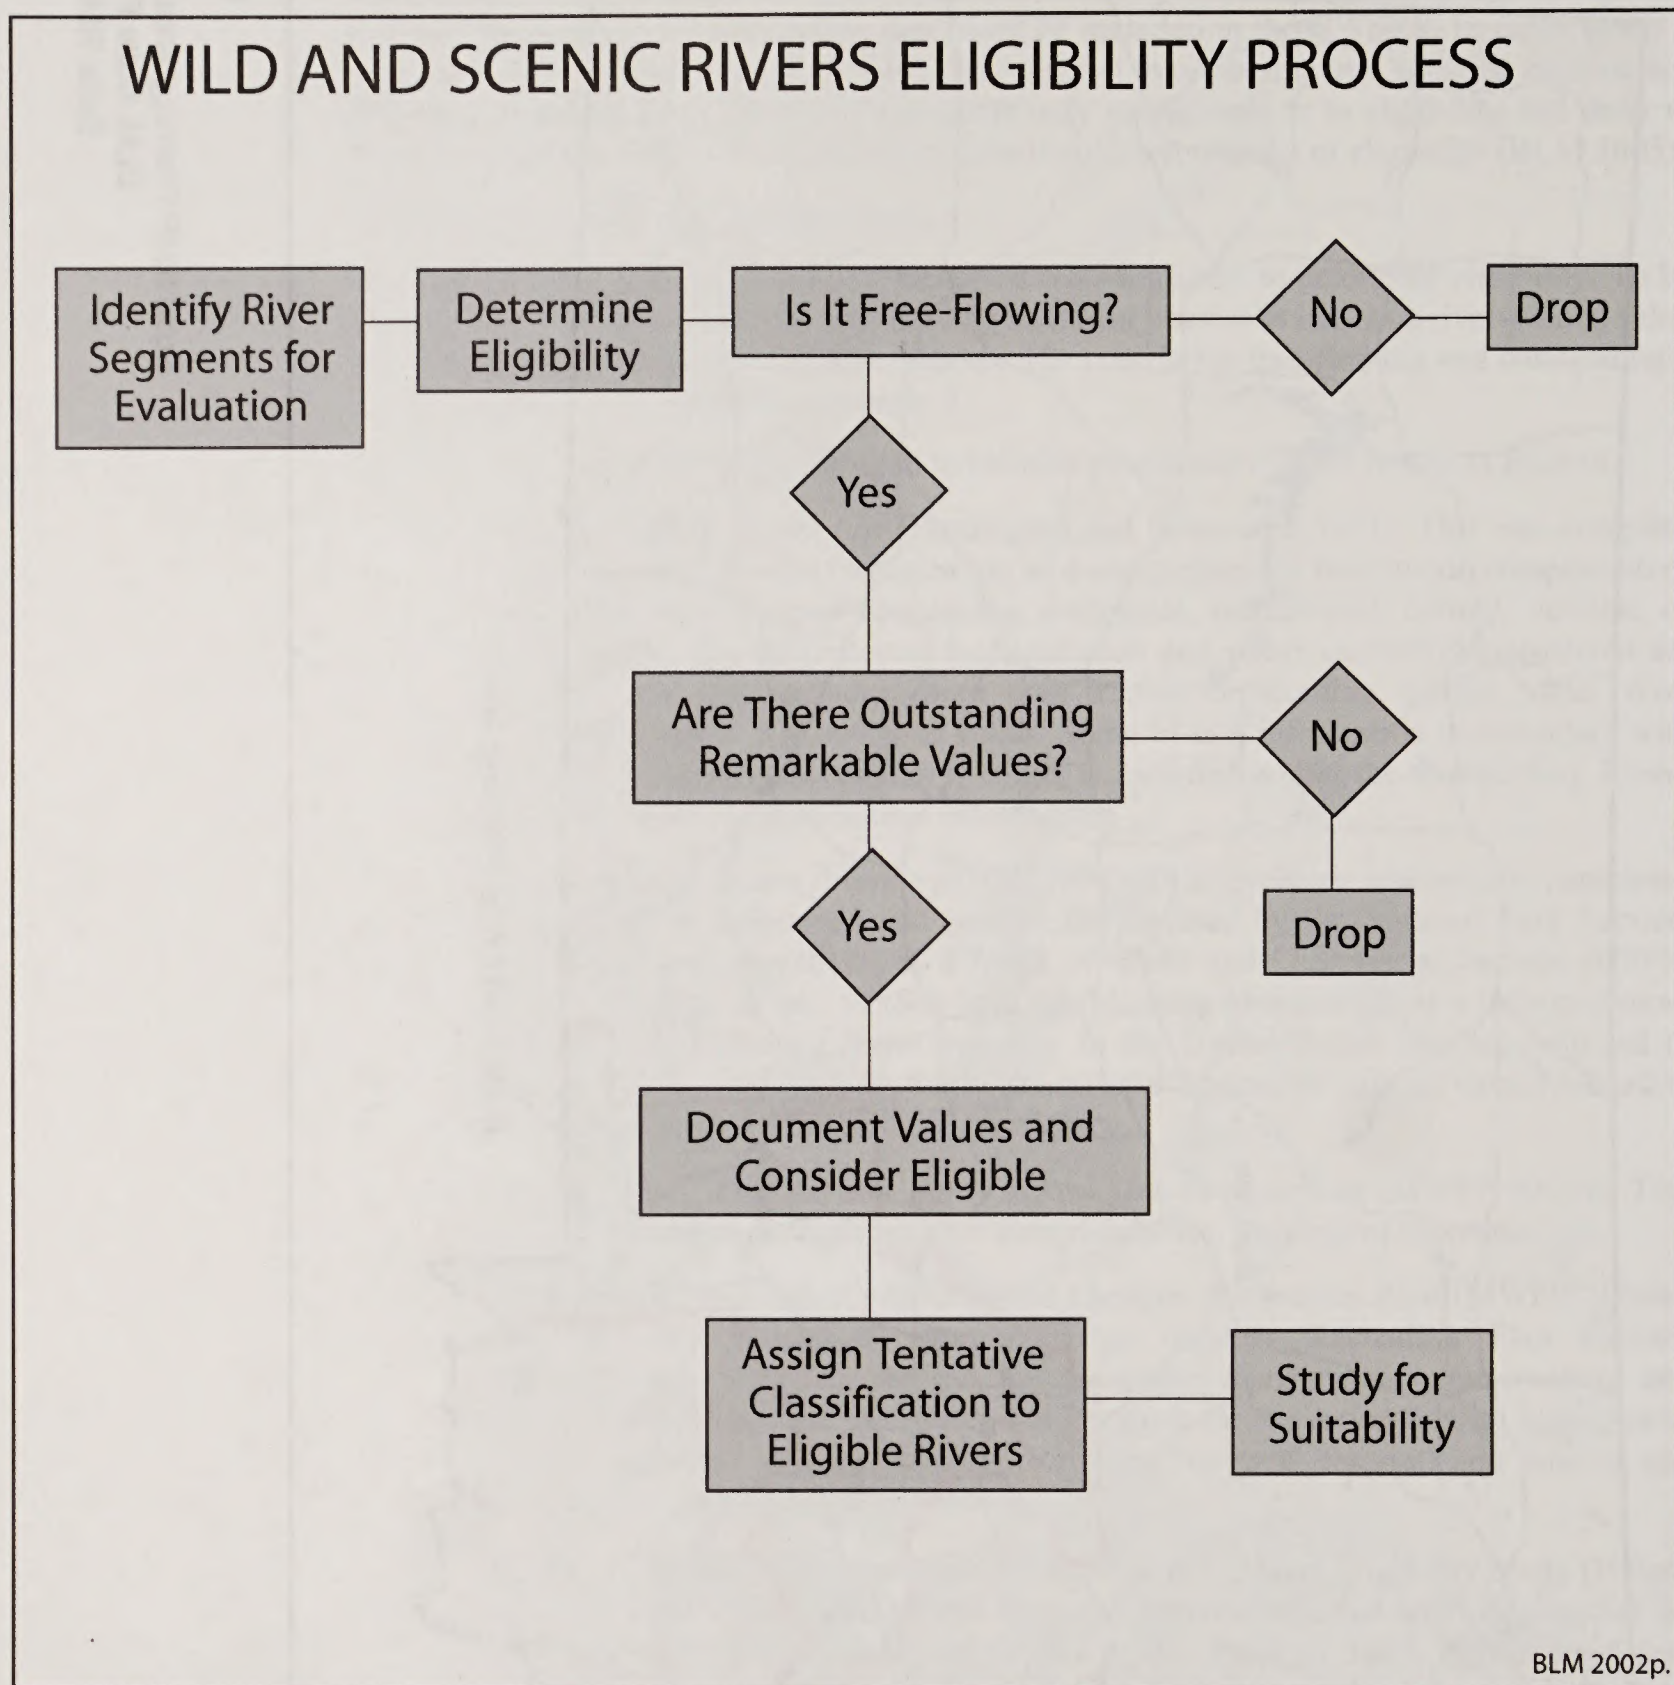 WILD AND SCENIC RIVERS ELIGIBILITY PROCESS
Identify River
Segments for
Evaluation
Determine
Eligibility
Is It Free-Flowing?
No
Drop
Yes
Are There Outstanding
Remarkable Values?
No
Drop
Yes
Document Values and
Consider Eligible
Assign Tentative
Classification to
Eligible Rivers
Study for
Suitability
BLM 2002p.